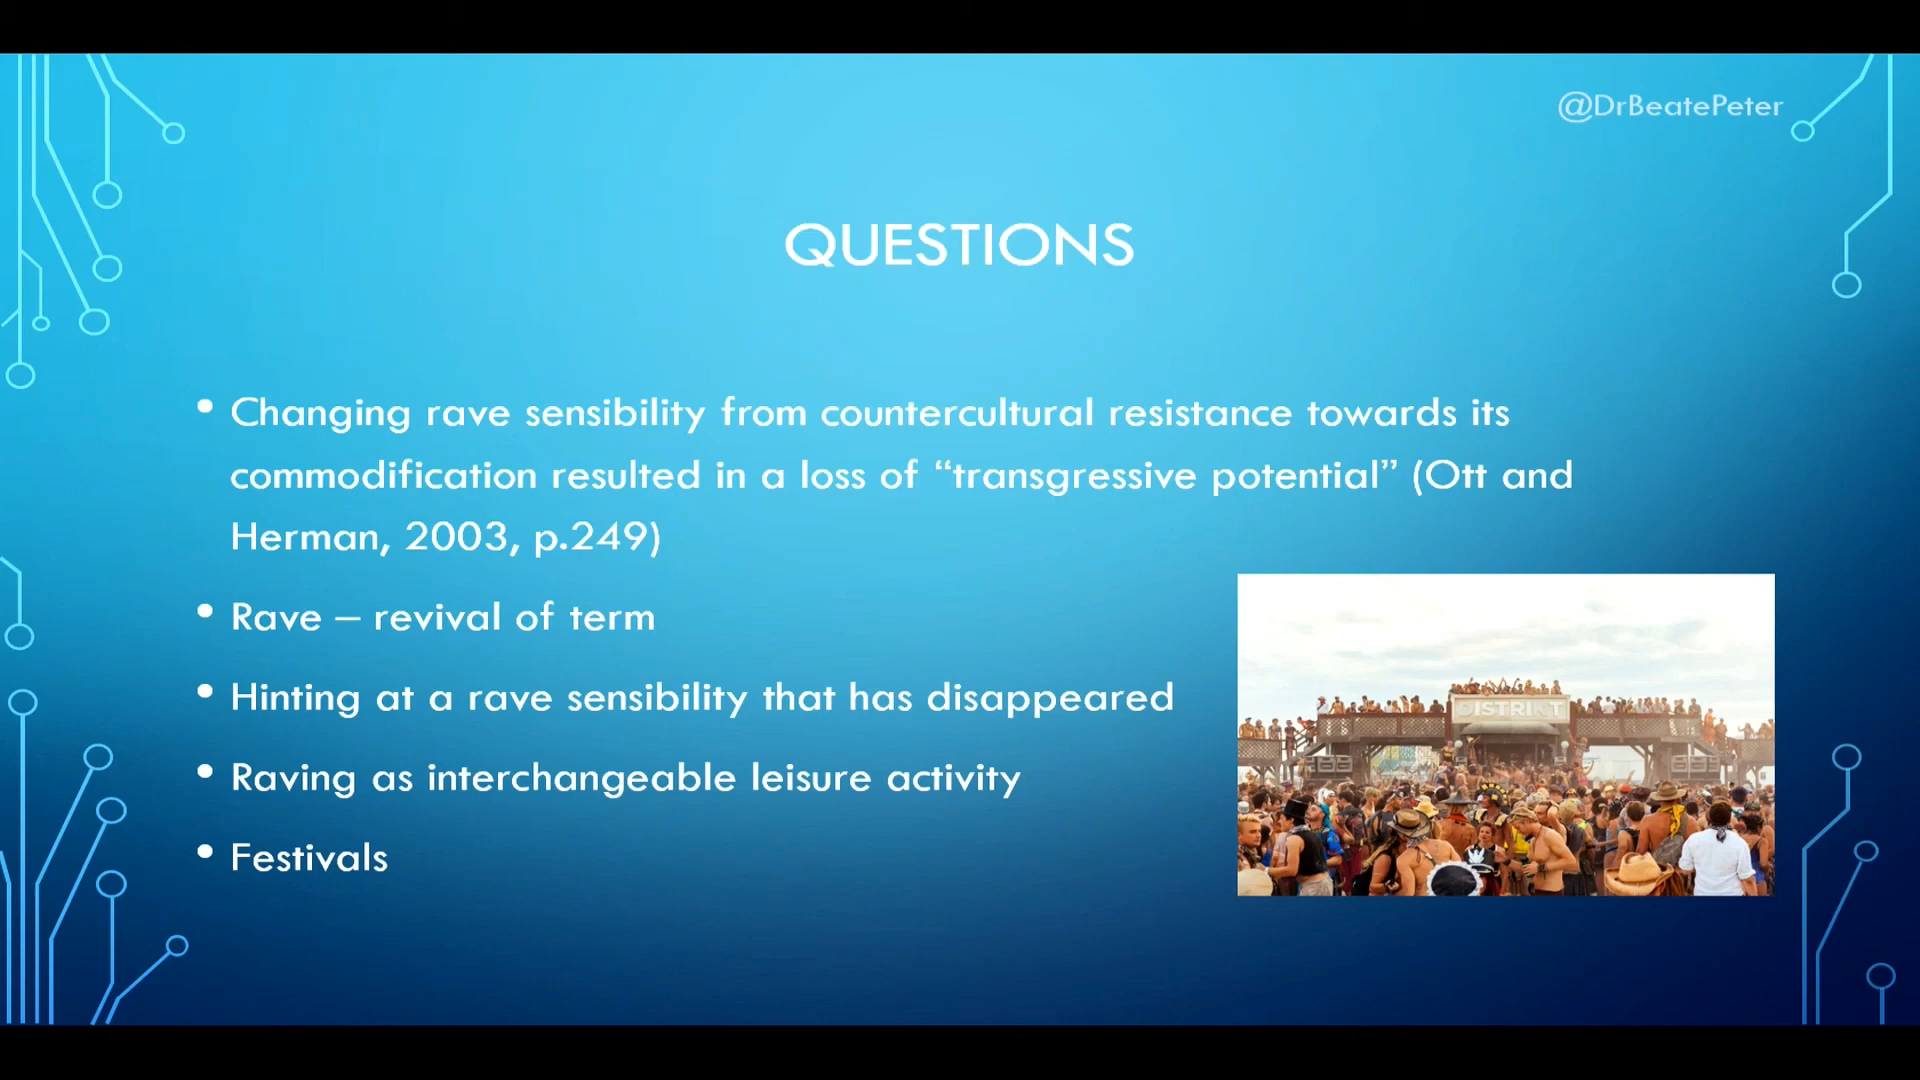 @DrBeatePeter
QUESTIONS
• Changing rave sensibility from countercultural resistance towards its
commodification resulted in a loss of “transgressive potential” (Ott and
Herman, 2003, p.249)
• Rave – revival of term
• Hinting at a rave sensibility that has disappeared
DISTRIKT
• Raving as interchangeable leisure activity
• Festivals